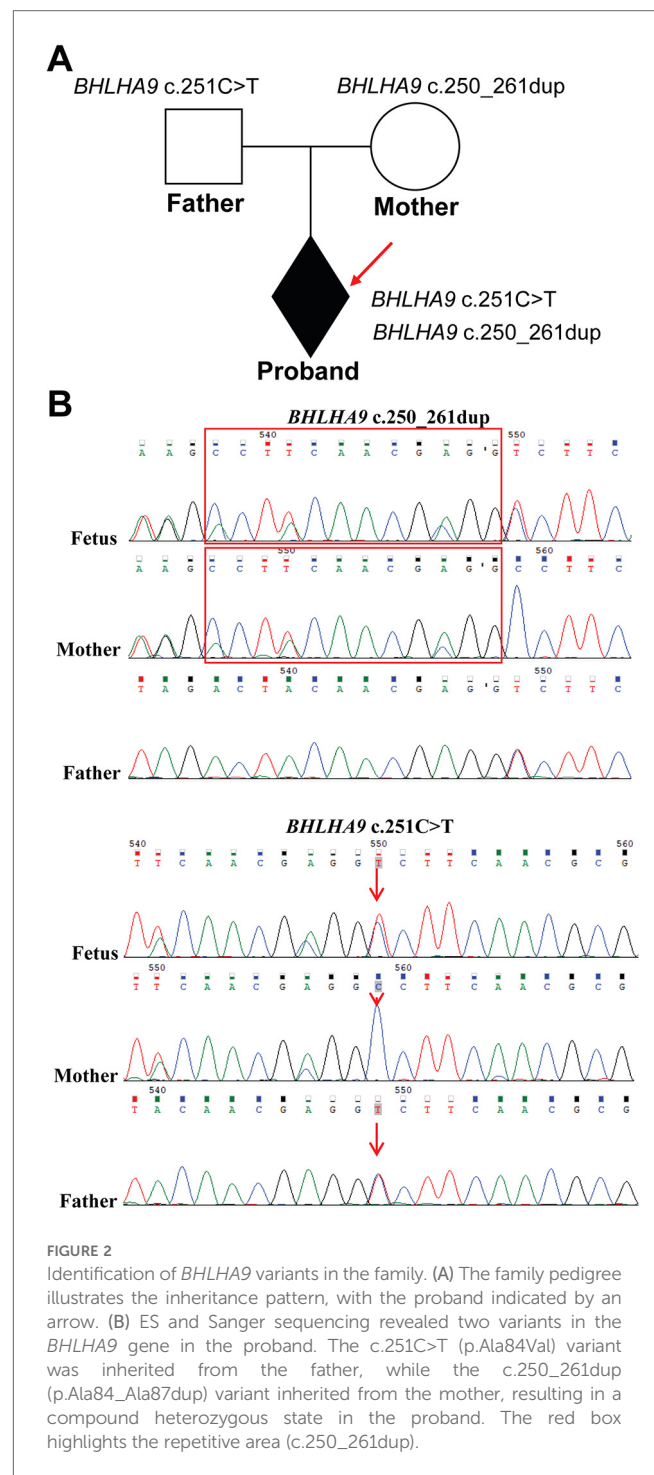 A
BHLHA9 c.251C>T BHLHA9 c.250_261dup
Father Mother
BHLHA9 c.251C>T
BHLHA9 c.250_261dup
Proband
B
BHLHA9 c.250_261dup
540 550
A A G C C T T C A A C G A G ' G T C T T C
Fetus
550 560
A A G C C T T C A A C G A G ' G C C T T C
Mother
540 550
T A G A C T A C A A C G A G ' G T C T T C
Father
BHLHA9 c.251C>T
540 550 560
T T C A A C G A G G T C T T C A A C G C G
Fetus
550 560
T T C A A C G A G G C C T T C A A C G C G
Mother
540 550
T A C A A C G A G G T C T T C A A C G C G
Father
FIGURE 2
Identification of BHLHA9 variants in the family. (A) The family pedigree
illustrates the inheritance pattern, with the proband indicated by an
arrow. (B) ES and Sanger sequencing revealed two variants in the
BHLHA9 gene in the proband. The c.251C>T (p.Ala84Val) variant
was inherited from the father, while the c.250_261dup
(p.Ala84_Ala87dup) variant inherited from the mother, resulting in a
compound heterozygous state in the proband. The red box
highlights the repetitive area (c.250_261dup).